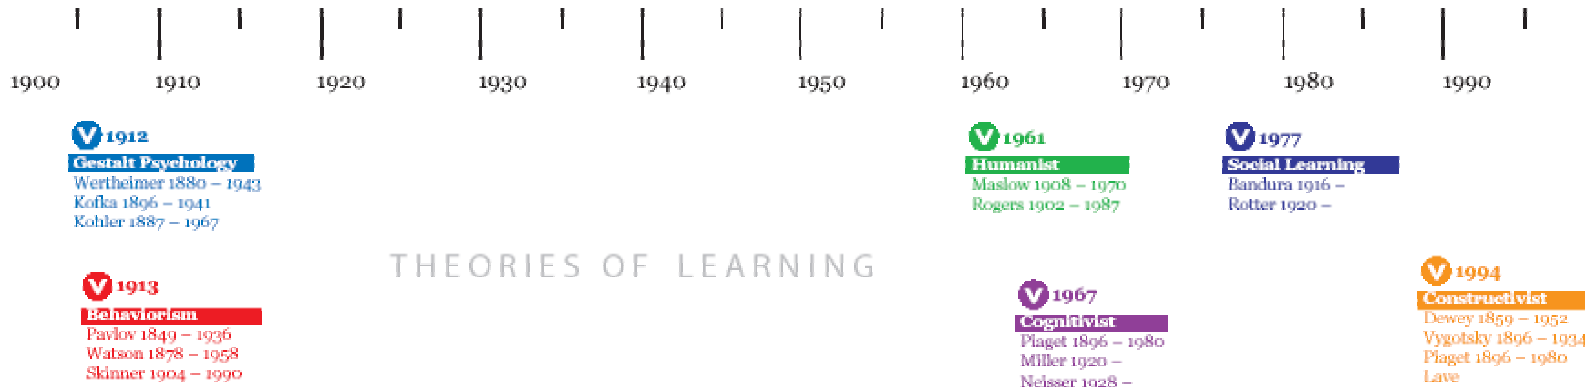 1900 1910 1920 1930 1940 1950 1960 1970 1980 1990
V 1912
Gestalt Psychology
Wertheimer 1880 – 1943
Kofka 1896 – 1941
Kohler 1887 – 1967
V 1913
Behaviorism
Pavlov 1849 – 1936
Watson 1878 – 1958
Skinner 1904 – 1990
THEORIES OF LEARNING
V 1961
Humanist
Maslow 1908 – 1970
Rogers 1902 – 1987
V 1967
Cognitivist
Piaget 1896 – 1980
Miller 1920 –
Neisser 1928 –
V 1977
Social Learning
Bandura 1916 –
Rotter 1920 –
V 1994
Constructivist
Dewey 1859 – 1952
Vygotsky 1896 – 1934
Piaget 1896 – 1980
Lave